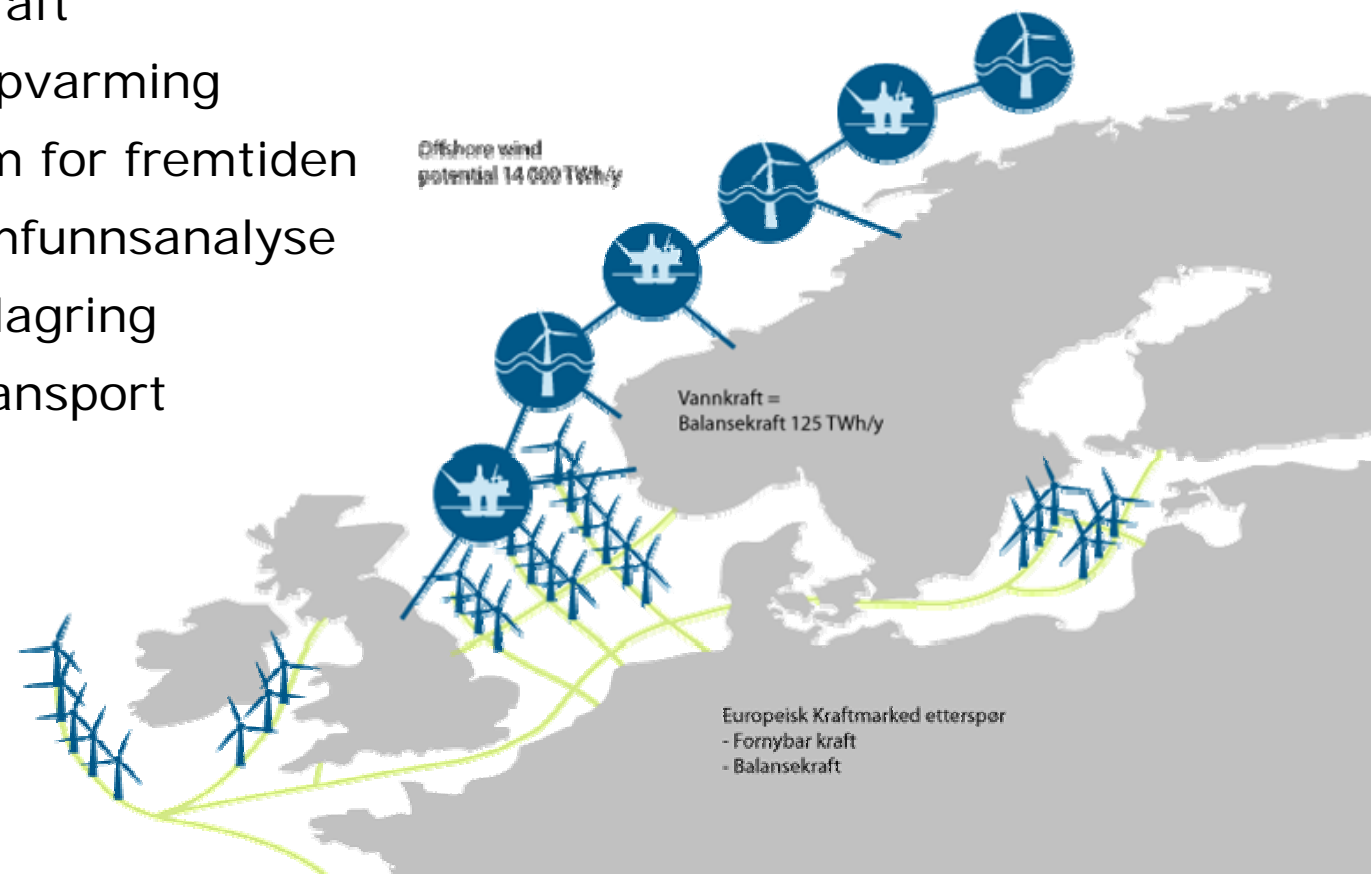 aft
pvarming
m for fremtiden
mfunnsanalyse
lagring
ansport
Offshore wind
potential 14 000 TWh/y
Vannkraft =
Balansekraft 125 TWh/y
Europeisk Kraftmarked etterspør
- Fornybar kraft
- Balansekraft